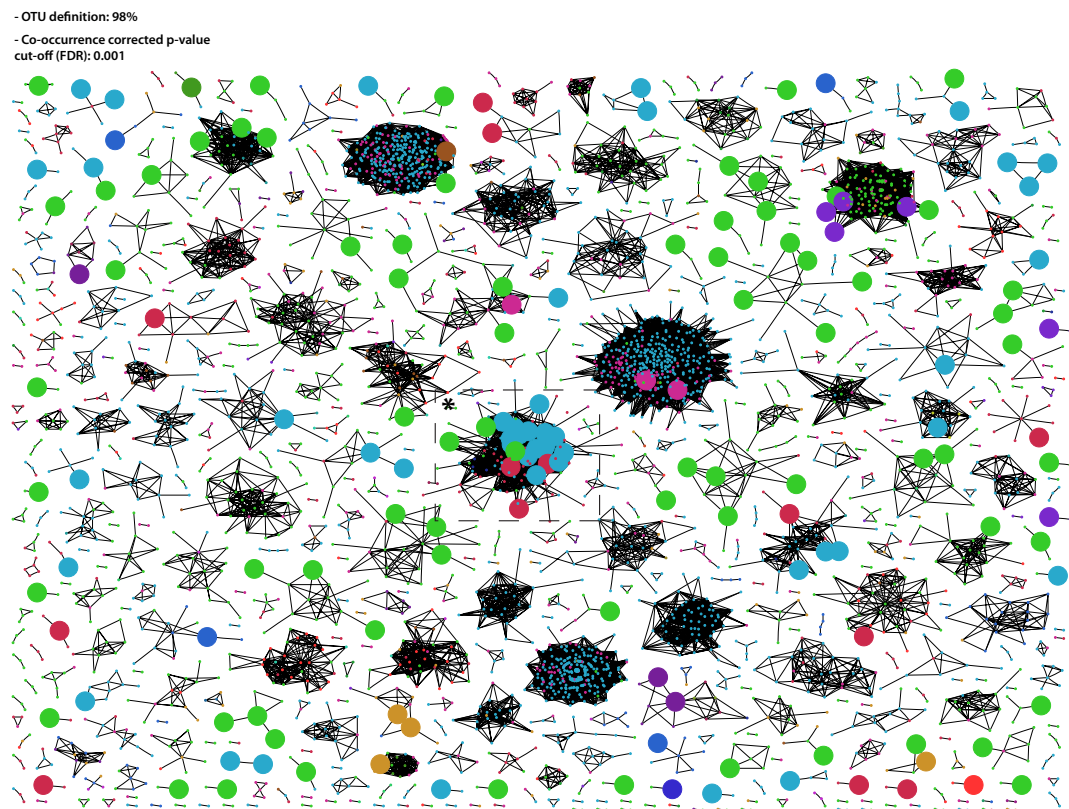 - OTU definition: 98%
- Co-occurrence corrected p-value
cut-off (FDR): 0.001
*